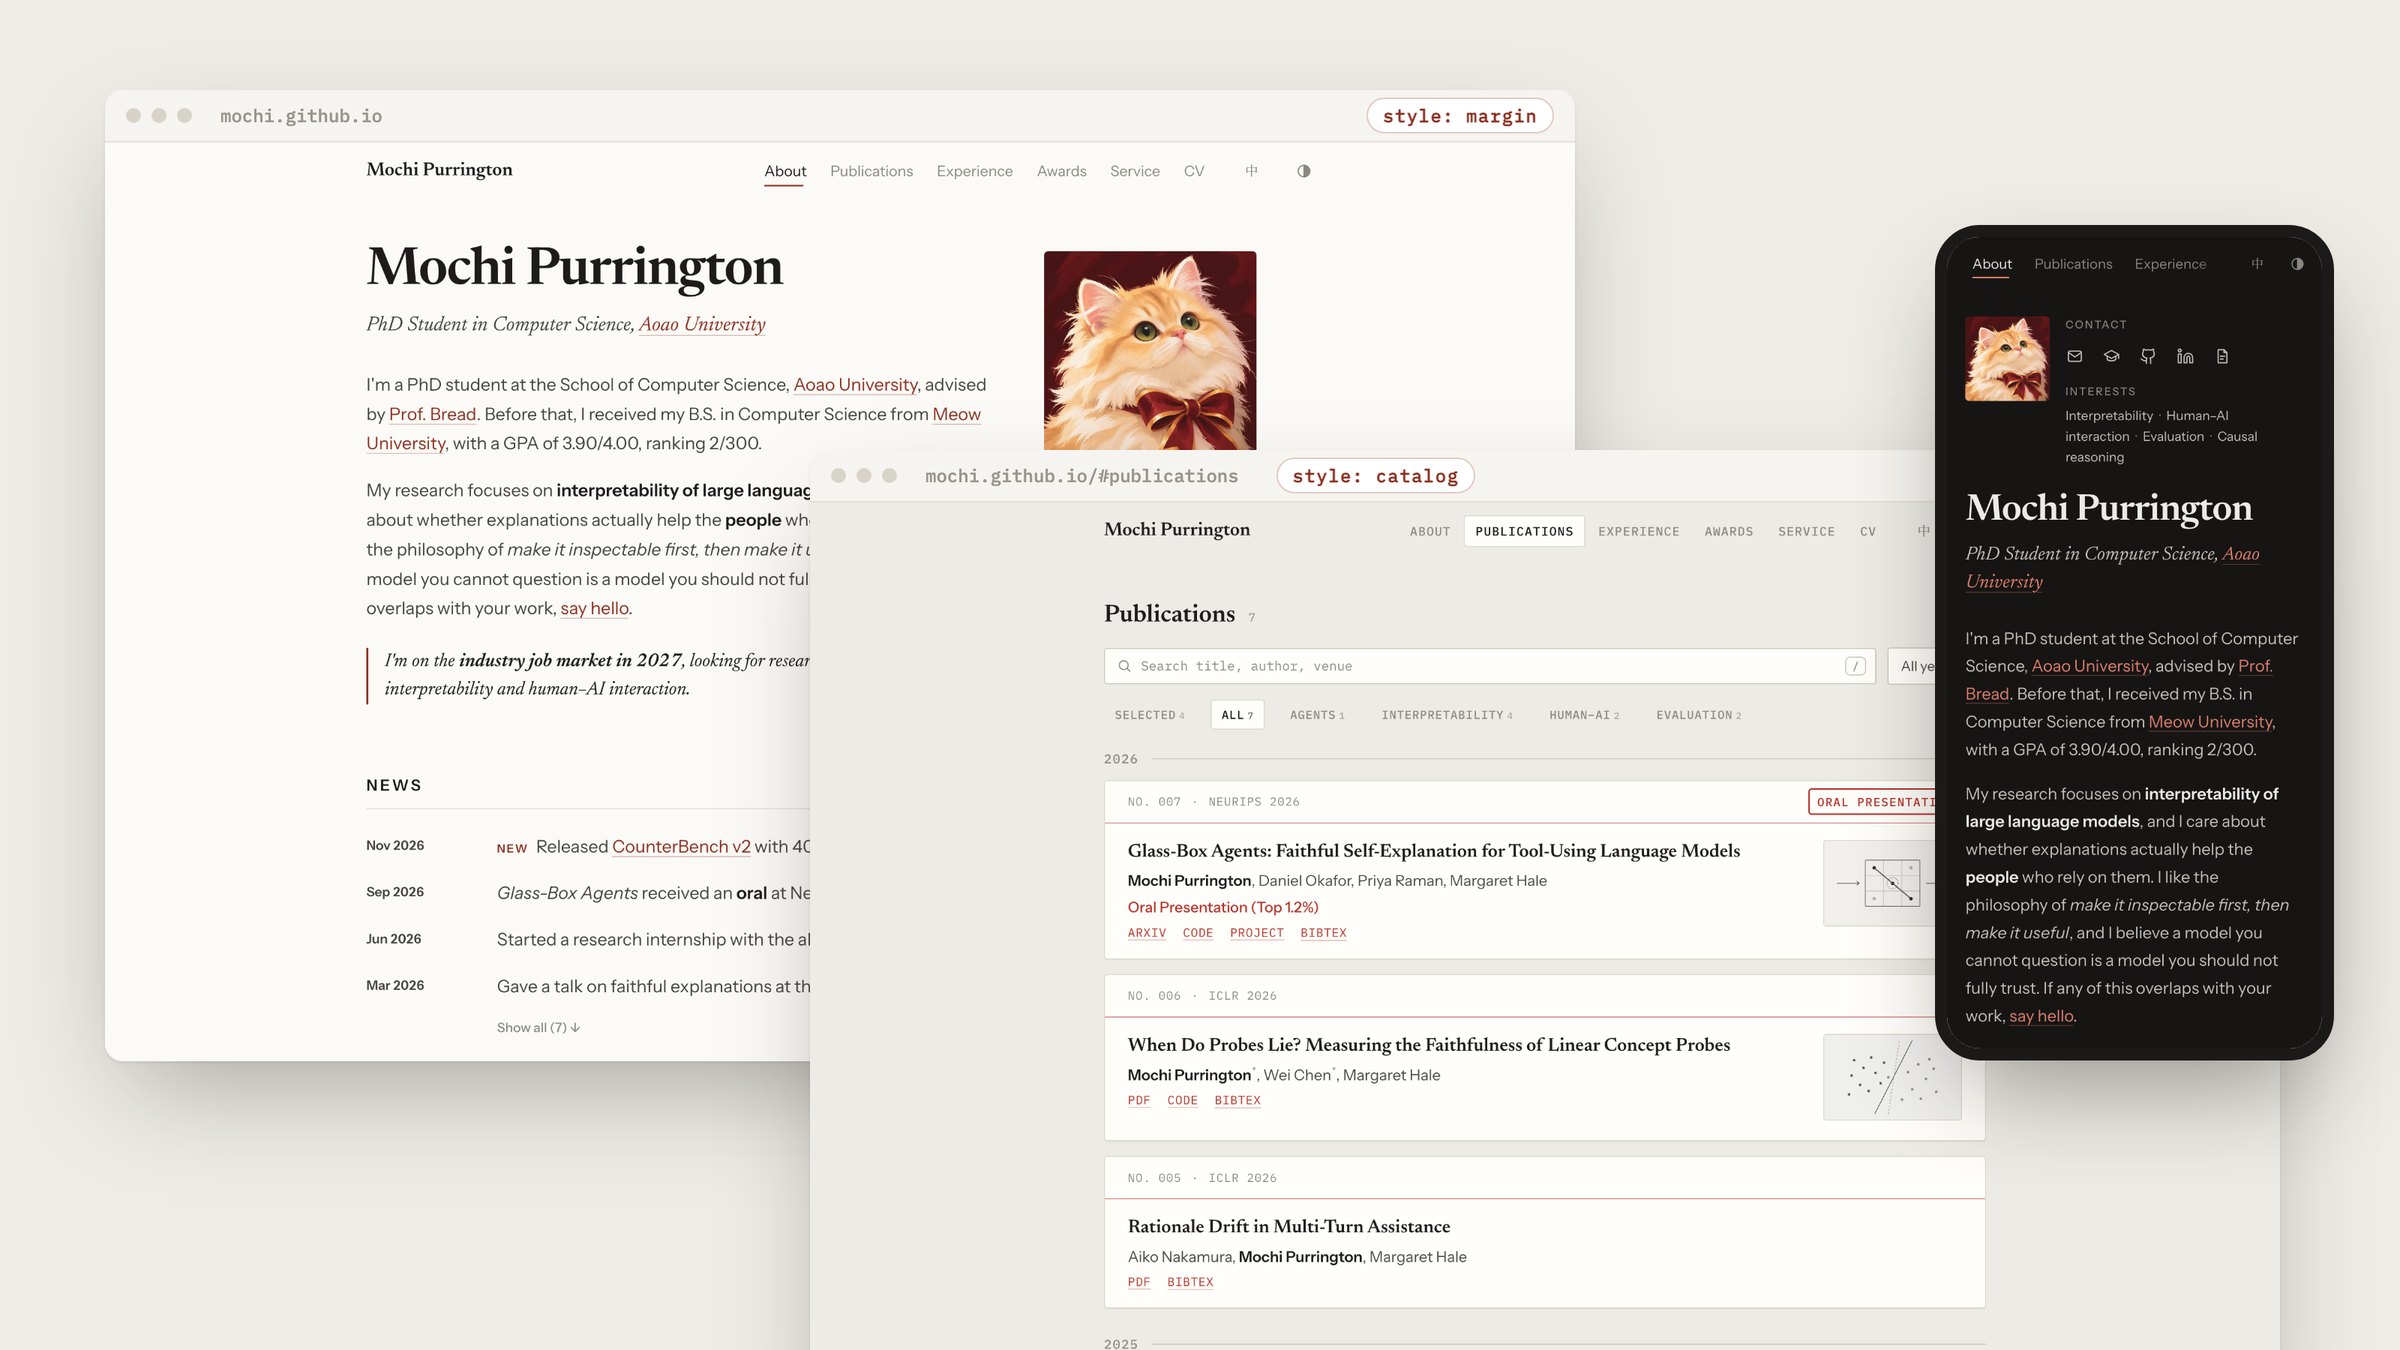 mochi.github.io
style: margin
Mochi Purrington
About Publications Experience Awards Service CV 中
Mochi Purrington
PhD Student in Computer Science, Aoao University
I'm a PhD student at the School of Computer Science, Aoao University, advised
by Prof. Bread. Before that, I received my B.S. in Computer Science from Meow
University, with a GPA of 3.90/4.00, ranking 2/300.
My research focuses on interpretability of large languag
about whether explanations actually help the people wh
the philosophy of make it inspectable first, then make it u
model you cannot question is a model you should not ful
overlaps with your work, say hello.
I'm on the industry job market in 2027, looking for resear
interpretability and human–AI interaction.
NEWS
Nov 2026 NEW Released CounterBench v2 with 40
Sep 2026 Glass-Box Agents received an oral at Ne
Jun 2026 Started a research internship with the al
Mar 2026 Gave a talk on faithful explanations at th
Show all (7) ↓
mochi.github.io/#publications
style: catalog
Mochi Purrington
ABOUT PUBLICATIONS EXPERIENCE AWARDS SERVICE CV 中
Publications 7
Search title, author, venue /
All ye
SELECTED 4 ALL 7 AGENTS 1 INTERPRETABILITY 4 HUMAN–AI 2 EVALUATION 2
2026
NO. 007 · NEURIPS 2026
ORAL PRESENTATI
Glass-Box Agents: Faithful Self-Explanation for Tool-Using Language Models
Mochi Purrington, Daniel Okafor, Priya Raman, Margaret Hale
Oral Presentation (Top 1.2%)
ARXIV CODE PROJECT BIBTEX
NO. 006 · ICLR 2026
When Do Probes Lie? Measuring the Faithfulness of Linear Concept Probes
Mochi Purrington*, Wei Chen*, Margaret Hale
PDF CODE BIBTEX
NO. 005 · ICLR 2026
Rationale Drift in Multi-Turn Assistance
Aiko Nakamura, Mochi Purrington, Margaret Hale
PDF BIBTEX
2025
About Publications Experience 中
CONTACT
INTERESTS
Interpretability · Human–AI
interaction · Evaluation · Causal
reasoning
Mochi Purrington
PhD Student in Computer Science, Aoao
University
I'm a PhD student at the School of Computer
Science, Aoao University, advised by Prof.
Bread. Before that, I received my B.S. in
Computer Science from Meow University,
with a GPA of 3.90/4.00, ranking 2/300.
My research focuses on interpretability of
large language models, and I care about
whether explanations actually help the
people who rely on them. I like the
philosophy of make it inspectable first, then
make it useful, and I believe a model you
cannot question is a model you should not
fully trust. If any of this overlaps with your
work, say hello.